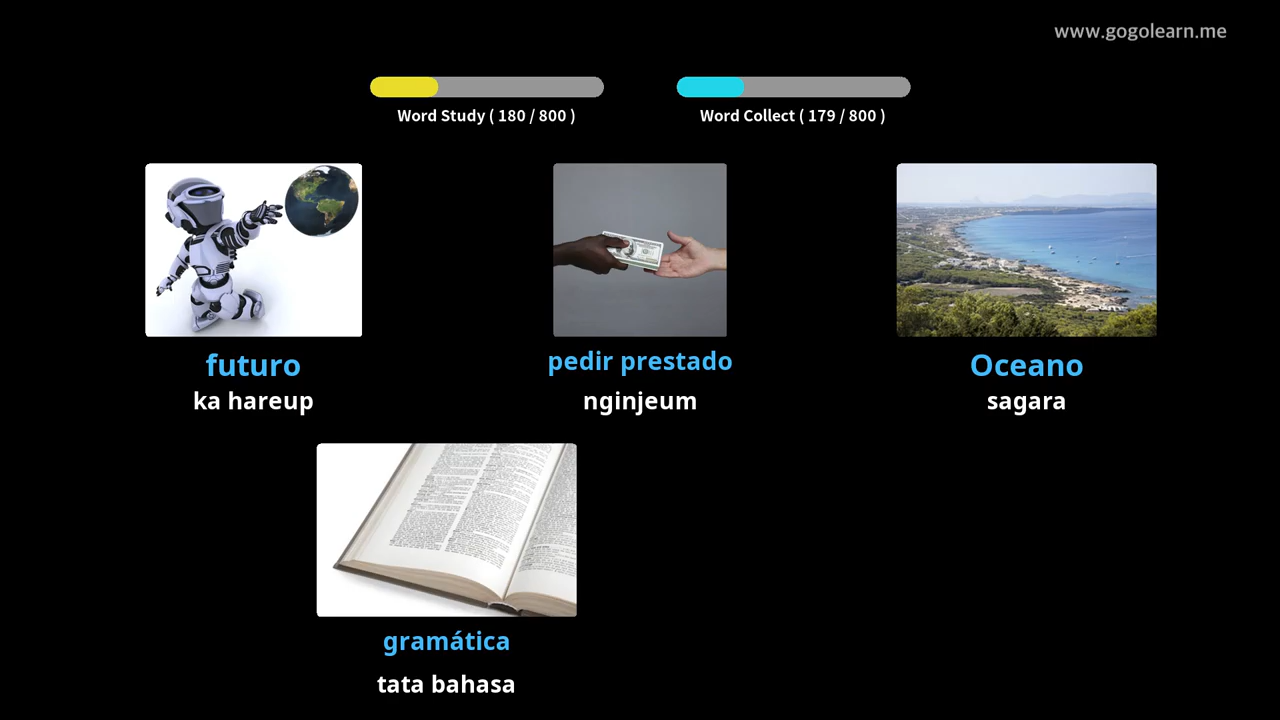 www.gogolearn.me
Word Study ( 180 / 800 )
Word Collect ( 179 / 800 )
futuro
ka hareup
pedir prestado
nginjeum
Oceano
sagara
gramática
tata bahasa